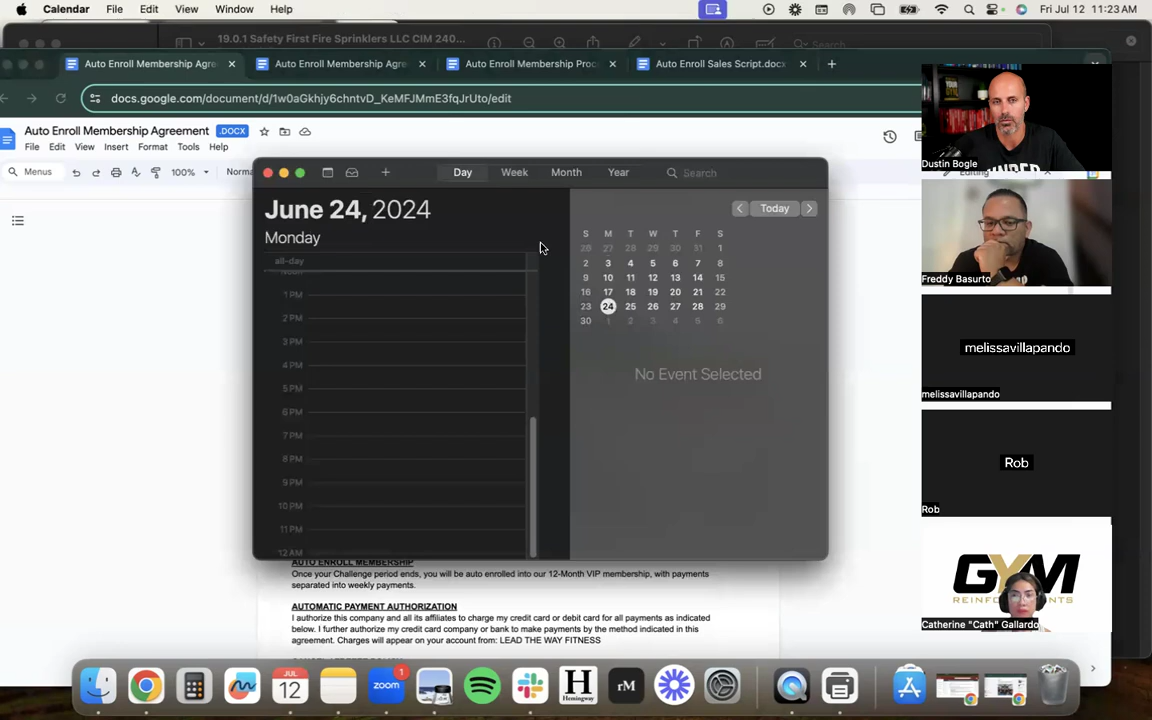 Calendar File Edit View Window Help Fri Jul 12 11:23 AM
19.0.1 Safety First Fire Sprinklers LLC CIM 240... Search
Auto Enroll Membership Agre Auto Enroll Membership Agre Auto Enroll Membership Proc Auto Enroll Sales Script.docx
docs.google.com/document/d/1w0aGkhjy6chntvD_KeMFJMmE3fqJrUto/edit
Auto Enroll Membership Agreement .DOCX
File Edit View Insert Format Tools Help
Menus 100% Norma Editing
Day Week Month Year Search
June 24, 2024
Monday
all-day
Noon
1 PM
2 PM
3 PM
4 PM
5 PM
6 PM
7 PM
8 PM
9 PM
10 PM
11 PM
12 AM
Today
S M T W T F S
26 27 28 29 30 31 1
2 3 4 5 6 7 8
9 10 11 12 13 14 15
16 17 18 19 20 21 22
23 24 25 26 27 28 29
30 1 2 3 4 5 6
No Event Selected
AUTO ENROLL MEMBERSHIP
Once your Challenge period ends, you will be auto enrolled into our 12-Month VIP membership, with payments
separated into weekly payments.
AUTOMATIC PAYMENT AUTHORIZATION
I authorize this company and all its affiliates to charge my credit card or debit card for all payments as indicated
below. I further authorize my credit card company or bank to make payments by the method indicated in this
agreement. Charges will appear on your account from: LEAD THE WAY FITNESS
Dustin Bogle
Freddy Basurto
melissavillapando
melissavillapando
Rob
Rob
GYM
REINFORCEMENTS
Catherine "Cath" Gallardo
JUL
12
zoom
1
H
Hemingway
rM